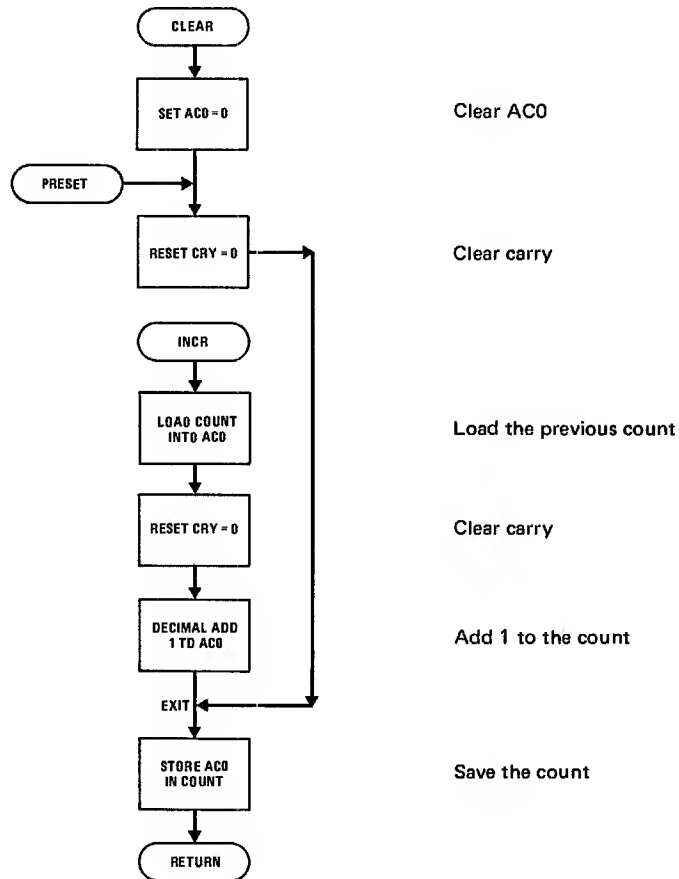 CLEAR
SET AC0 = 0
Clear AC0
PRESET
RESET CRY = 0
Clear carry
INCR
LOAD COUNT
INTO AC0
Load the previous count
RESET CRY = 0
Clear carry
DECIMAL ADD
1 TO AC0
Add 1 to the count
EXIT
STORE AC0
IN COUNT
Save the count
RETURN